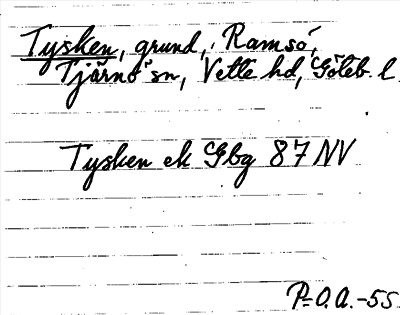 Tysken, grund, Ramsö,
Tjärnö sn, Vette hd, Göteb. l
Tysken ek Gbg 87 NV
P-O.A.-55